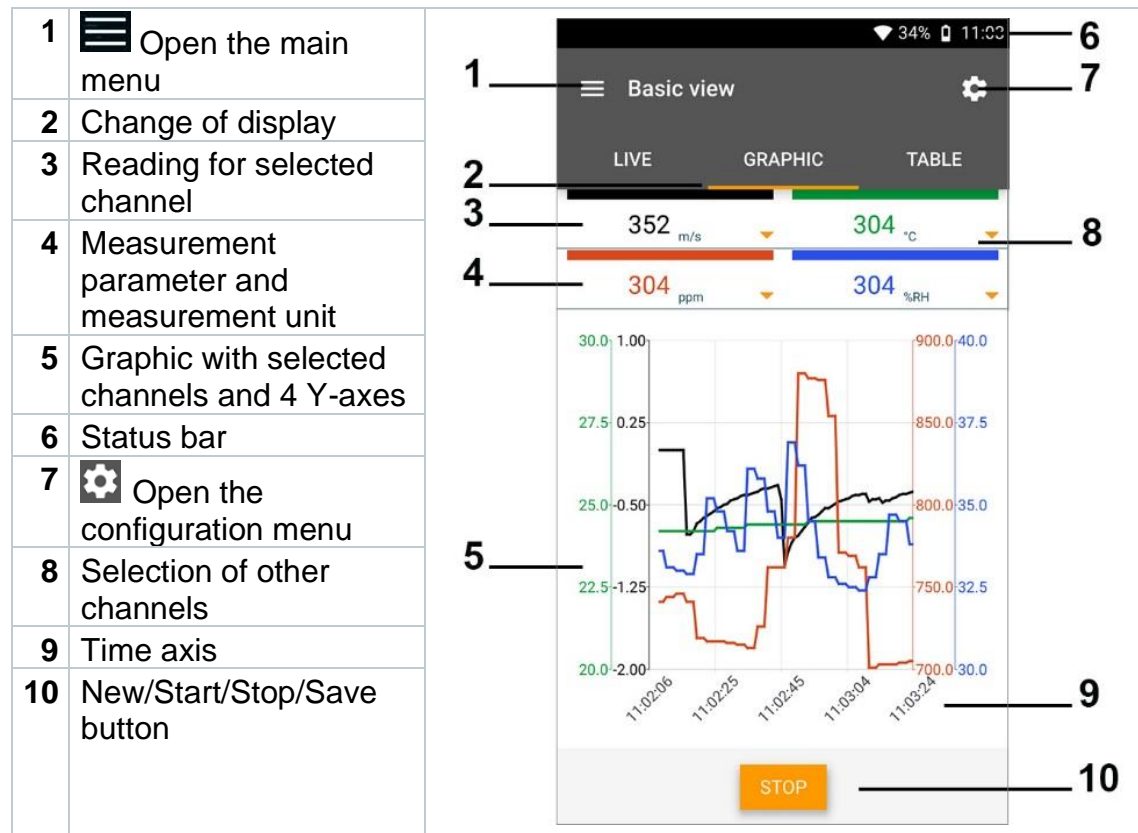 1 Open the main
menu
2 Change of display
3 Reading for selected
channel
4 Measurement
parameter and
measurement unit
5 Graphic with selected
channels and 4 Y-axes
6 Status bar
7 Open the
configuration menu
8 Selection of other
channels
9 Time axis
10 New/Start/Stop/Save
button
34% 11:03 6
1 Basic view 7
LIVE GRAPHIC TABLE
2
3 352 m/s 304 °C 8
4 304 ppm 304 %RH
30.0 1.00 900.0 40.0
27.5 0.25 850.0 37.5
25.0 -0.50 800.0 35.0
5
22.5 -1.25 750.0 32.5
20.0 -2.00 700.0 30.0
11:02:06 11:02:25 11:02:45 11:03:04 11:03:24 9
STOP 10